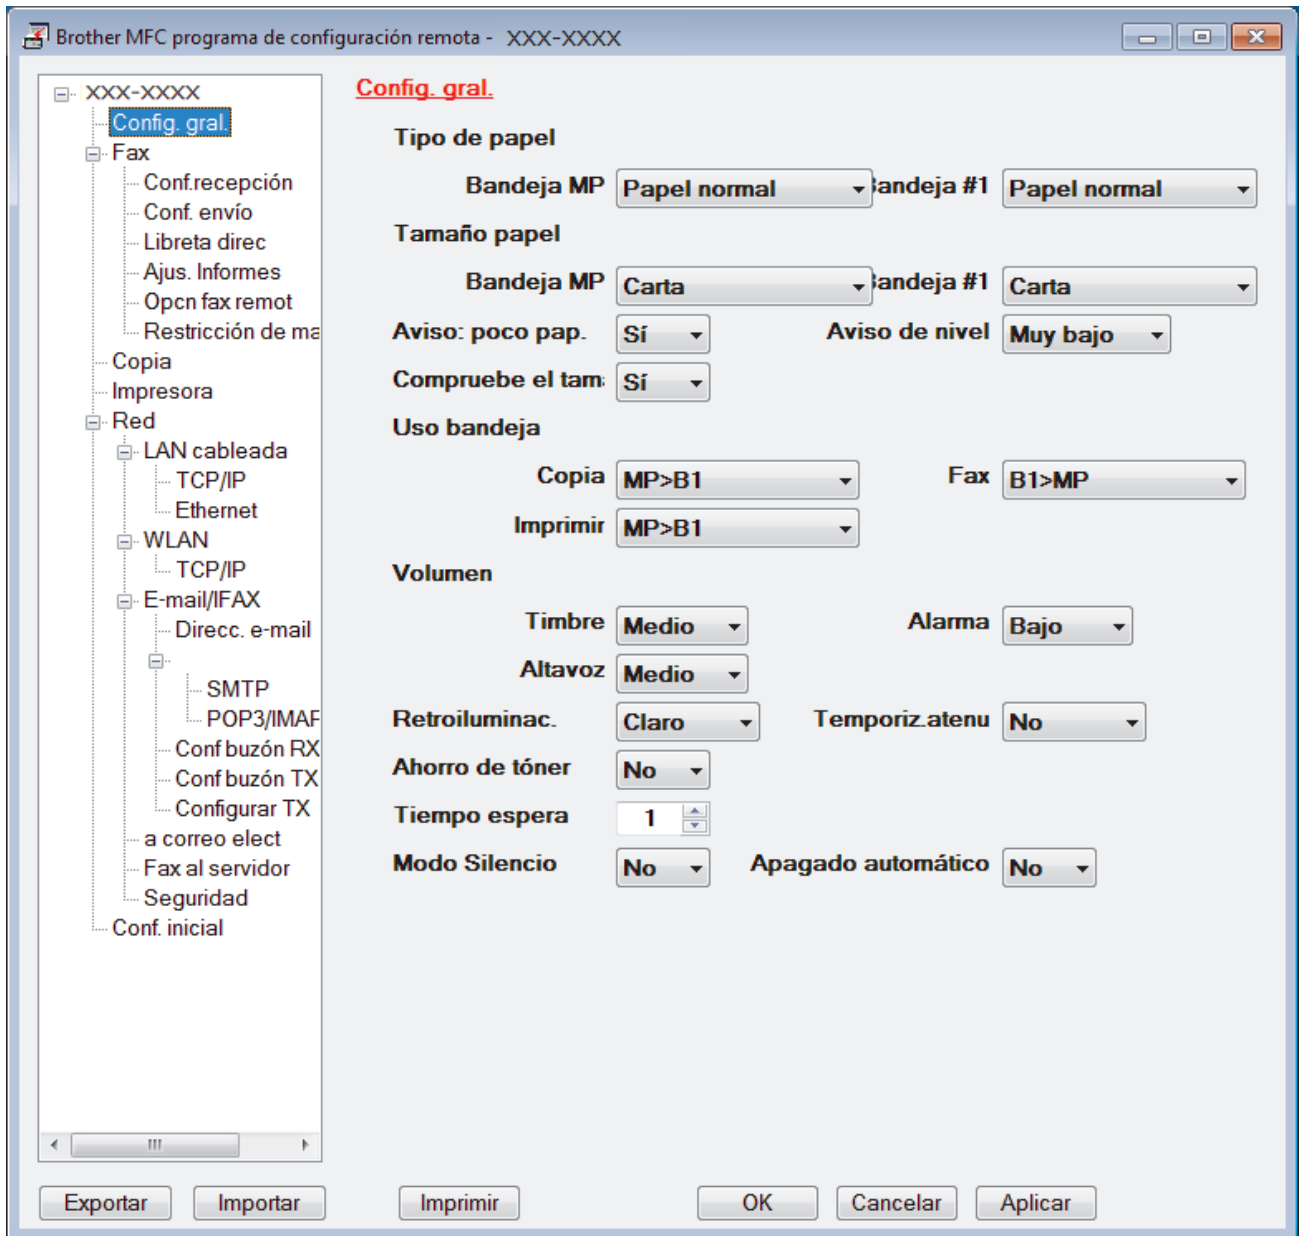 Brother MFC programa de configuración remota - XXX-XXXX
XXX-XXXX
Config. gral.
Fax
Conf.recepción
Conf. envío
Libreta direc
Ajus. Informes
Opcn fax remot
Restricción de ma
Copia
Impresora
Red
LAN cableada
TCP/IP
Ethernet
WLAN
TCP/IP
E-mail/IFAX
Direcc. e-mail
SMTP
POP3/IMAP
Conf buzón RX
Conf buzón TX
Configurar TX
a correo elect
Fax al servidor
Seguridad
Conf. inicial
Config. gral.
Tipo de papel
Bandeja MP Papel normal Bandeja #1 Papel normal
Tamaño papel
Bandeja MP Carta Bandeja #1 Carta
Aviso: poco pap. Sí Aviso de nivel Muy bajo
Compruebe el tam Sí
Uso bandeja
Copia MP>B1 Fax B1>MP
Imprimir MP>B1
Volumen
Timbre Medio Alarma Bajo
Altavoz Medio
Retroiluminac. Claro Temporiz.atenu No
Ahorro de tóner No
Tiempo espera 1
Modo Silencio No Apagado automático No
Exportar Importar Imprimir OK Cancelar Aplicar